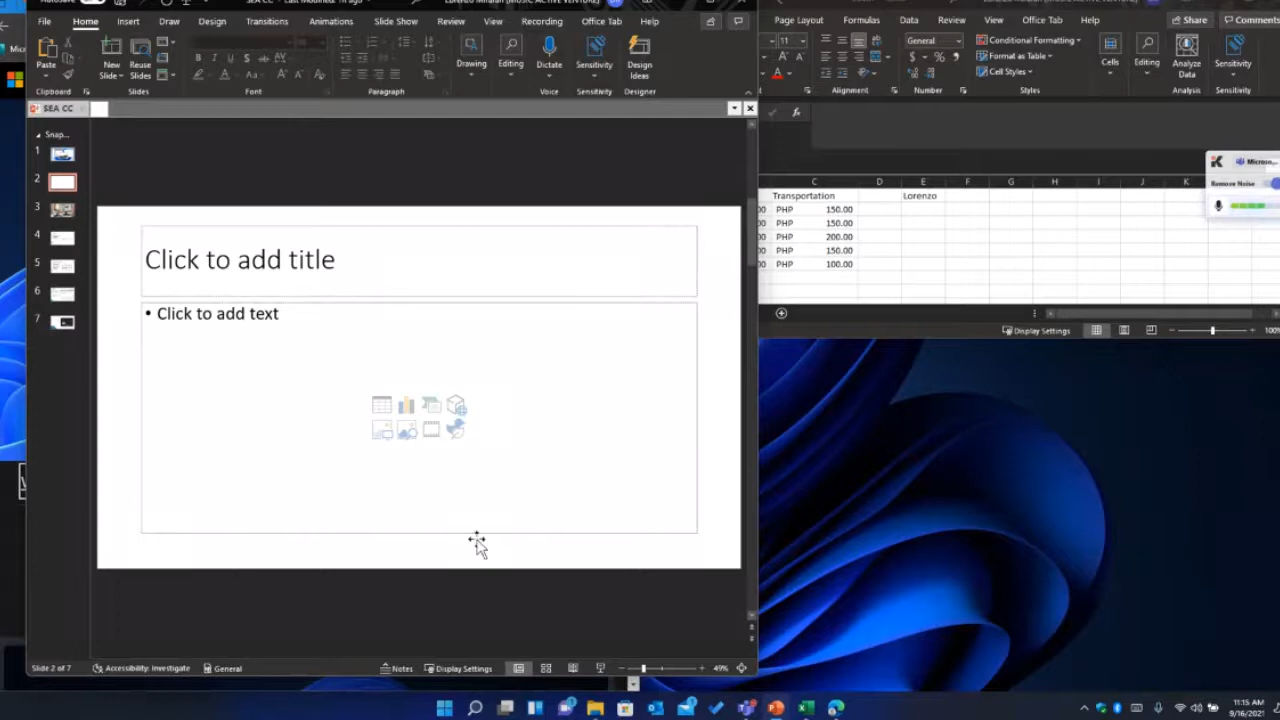 File Home Insert Draw Design Transitions Animations Slide Show Review View Recording Office Tab Help
Page Layout Formulas Data Review View Office Tab Help Share Comments
Paste New Slides Reuse Slides Drawing Editing Dictate Sensitivity Design Ideas
11 General Conditional Formatting Format as Table Cell Styles Cells Editing Analyze Data Sensitivity
Slides Font Paragraph Voice Sensitivity Designer
Alignment Number Styles Analysis Sensitivity
SEA CC
Snap...
1
2
3
4
5
6
7
Click to add title
• Click to add text
Remove Noise
C D E F G H I J K
Transportation Lorenzo
PHP 150.00
PHP 150.00
PHP 200.00
PHP 150.00
PHP 100.00
Display Settings
Slide 2 of 7 Accessibility: Investigate General Notes Display Settings 49%
11:15 AM